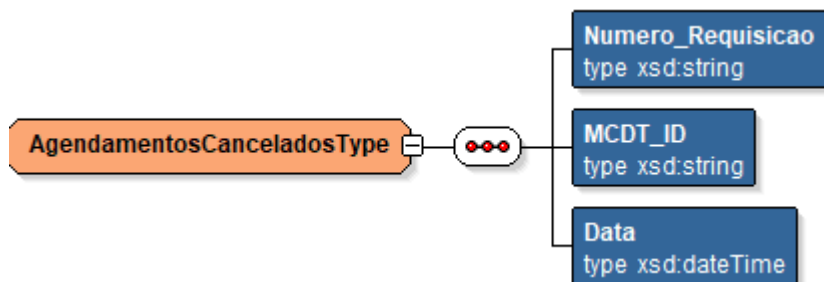 Numero_Requisicao
type xsd:string
AgendamentosCanceladosType
MCDT_ID
type xsd:string
Data
type xsd:dateTime